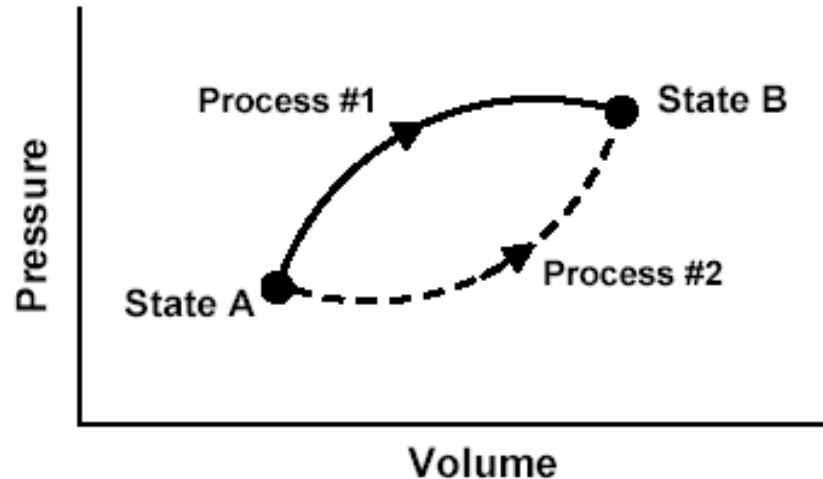 Process #1
State B
Pressure
State A
Process #2
Volume